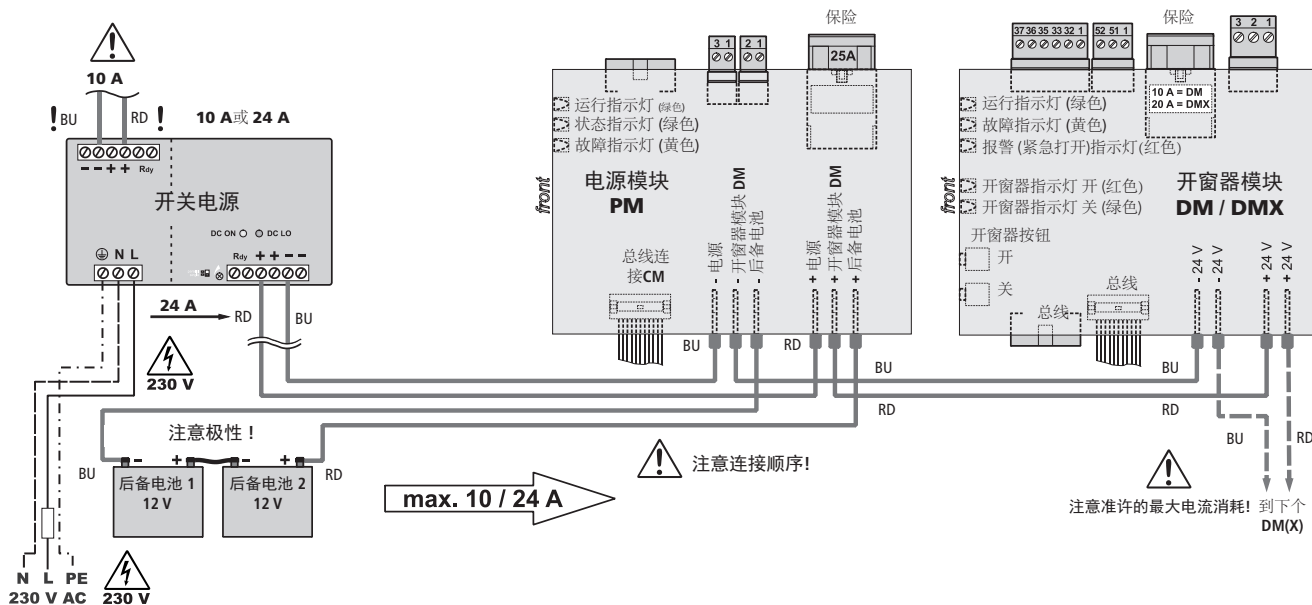 10 A
! BU
RD !
10 A或 24 A
− − + + Rdy
开关电源
DC ON
DC LO
N L
Rdy + + − −
24 A
RD
BU
230 V
注意极性！
BU
−
+
−
+
RD
后备电池 1
12 V
后备电池 2
12 V
max. 10 / 24 A
N L PE
230 V AC
230 V
保险
3 1
2 1
25A
运行指示灯 (绿色)
状态指示灯 (绿色)
故障指示灯 (黄色)
front
电源模块
PM
总线连
接CM
- 电源
- 开窗器模块 DM
- 后备电池
+ 电源
+ 开窗器模块 DM
+ 后备电池
BU
RD
注意连接顺序!
保险
37 36 35 33 32 1
52 51 1
3 2 1
10 A = DM
20 A = DMX
运行指示灯 (绿色)
故障指示灯 (黄色)
报警 (紧急打开)指示灯(红色)
front
开窗器指示灯 开 (红色)
开窗器指示灯 关 (绿色)
开窗器模块
DM / DMX
开窗器按钮
开
关
总线
总线
- 24 V
- 24 V
+ 24 V
+ 24 V
BU
BU
RD
RD
BU
RD
注意准许的最大电流消耗!
到下个
DM(X)